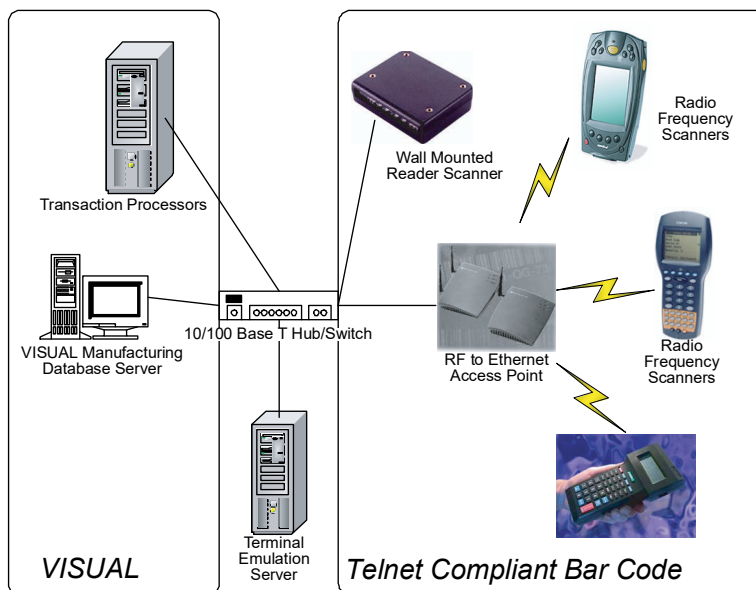 Transaction Processors
VISUAL Manufacturing
Database Server
10/100 Base T Hub/Switch
Terminal
Emulation
Server
VISUAL
Wall Mounted
Reader Scanner
Radio
Frequency
Scanners
RF to Ethernet
Access Point
Radio
Frequency
Scanners
Telnet Compliant Bar Code